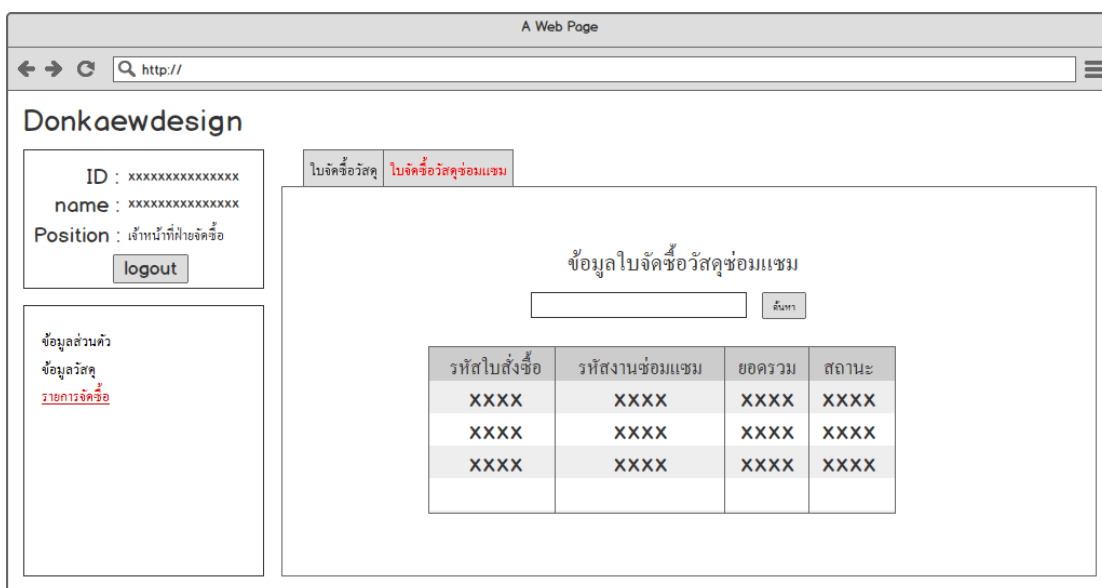 A Web Page
http://
Donkaewdesign
ID : xxxxxxxxxxxxxxx
name : xxxxxxxxxxxxxxx
Position : เจ้าหน้าที่ฝ่ายจัดซื้อ
logout
ข้อมูลส่วนตัว
ข้อมูลวัสดุ
รายการจัดซื้อ
ใบจัดซื้อวัสดุ ใบจัดซื้อวัสดุซ่อมแซม
ข้อมูลใบจัดซื้อวัสดุซ่อมแซม
ค้นหา
รหัสใบสั่งซื้อ รหัสงานซ่อมแซม ยอดรวม สถานะ
XXXX XXXX XXXX XXXX
XXXX XXXX XXXX XXXX
XXXX XXXX XXXX XXXX